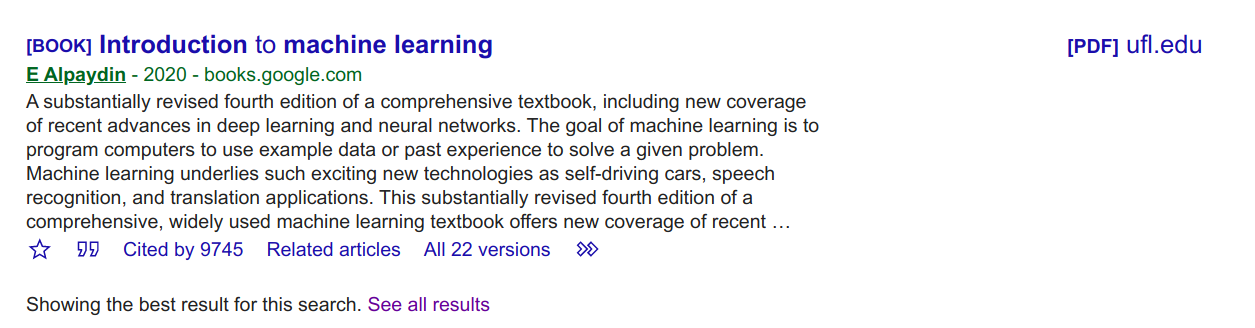 [BOOK] Introduction to machine learning
[PDF] ufl.edu
E Alpaydin - 2020 - books.google.com
A substantially revised fourth edition of a comprehensive textbook, including new coverage
of recent advances in deep learning and neural networks. The goal of machine learning is to
program computers to use example data or past experience to solve a given problem.
Machine learning underlies such exciting new technologies as self-driving cars, speech
recognition, and translation applications. This substantially revised fourth edition of a
comprehensive, widely used machine learning textbook offers new coverage of recent …
Cited by 9745 Related articles All 22 versions
Showing the best result for this search. See all results